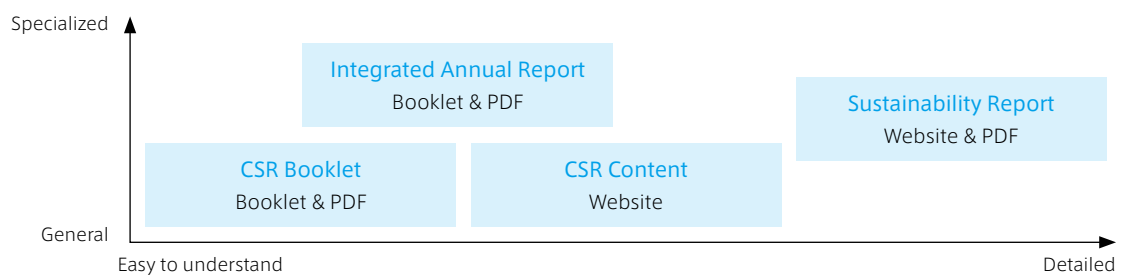 Specialized
Integrated Annual Report
Booklet & PDF
Sustainability Report
Website & PDF
CSR Booklet
Booklet & PDF
CSR Content
Website
General
Easy to understand
Detailed